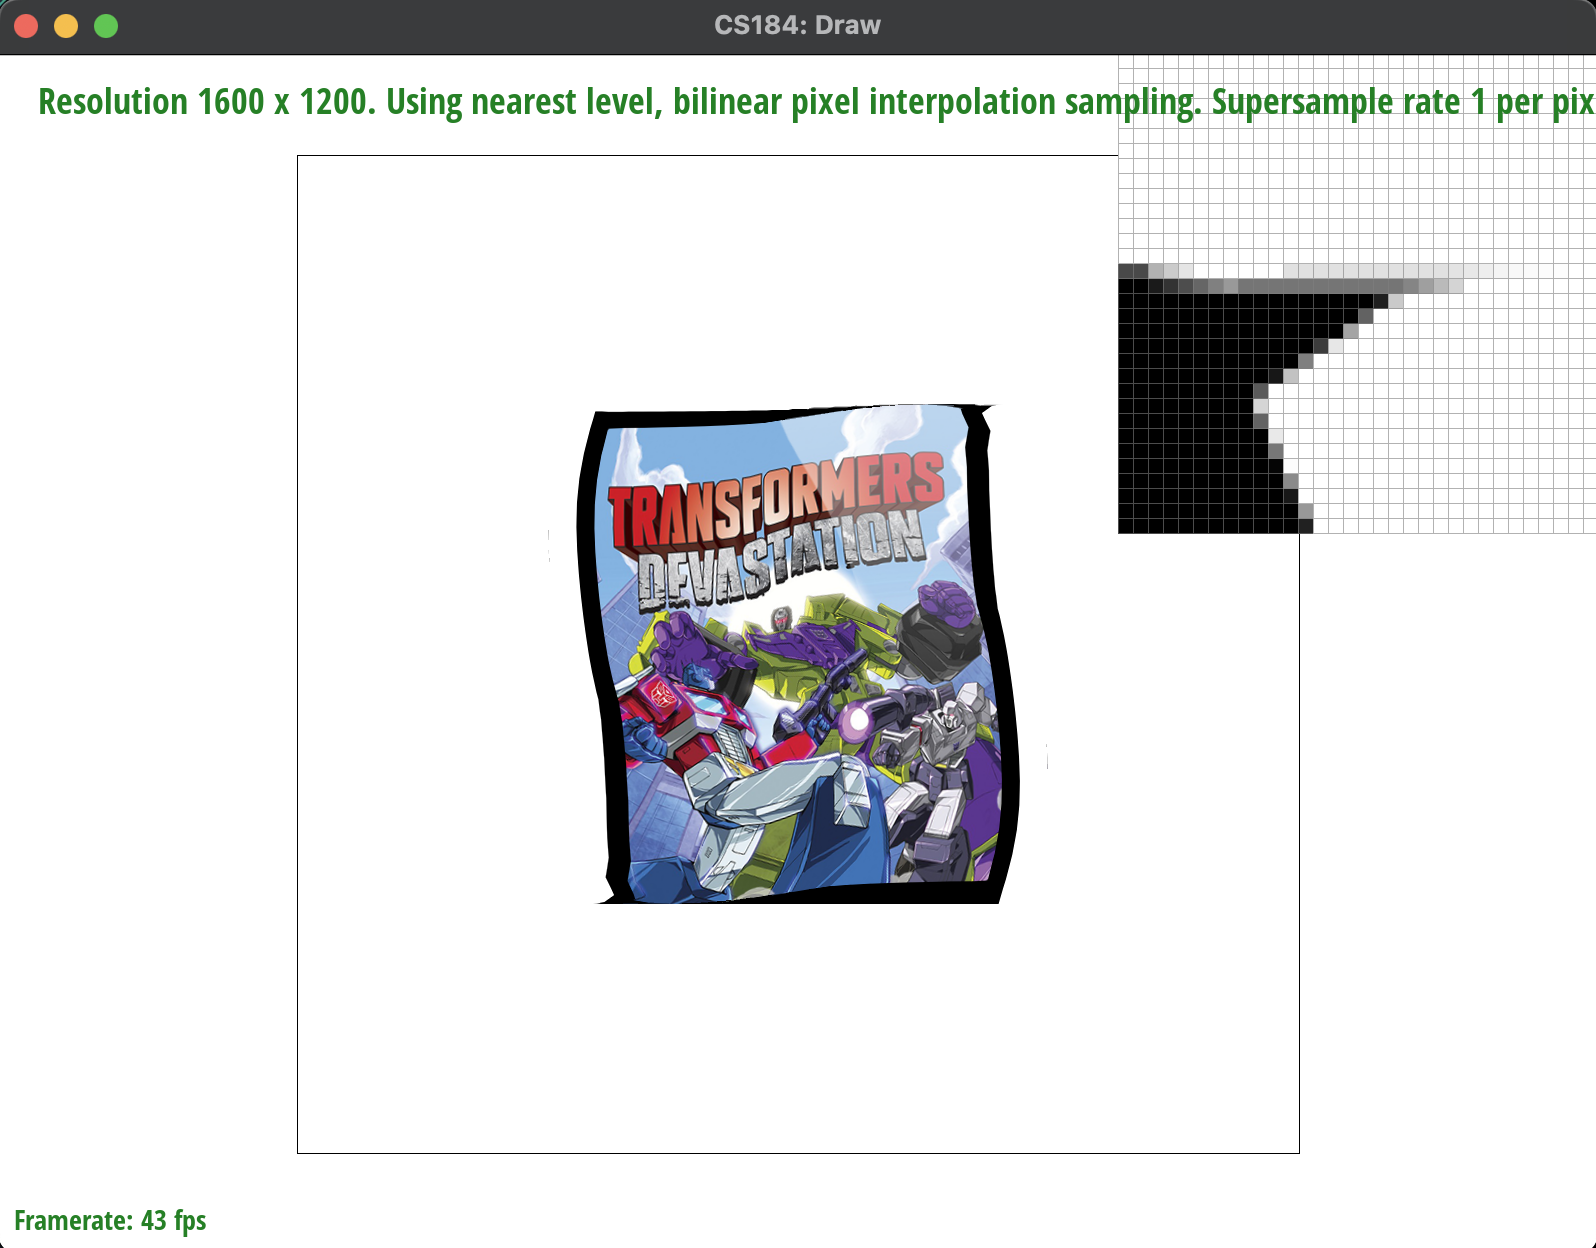 CS184: Draw
Resolution 1600 x 1200. Using nearest level, bilinear pixel interpolation sampling. Supersample rate 1 per pix
TRANSFORMERS
DEVASTATION
Framerate: 43 fps